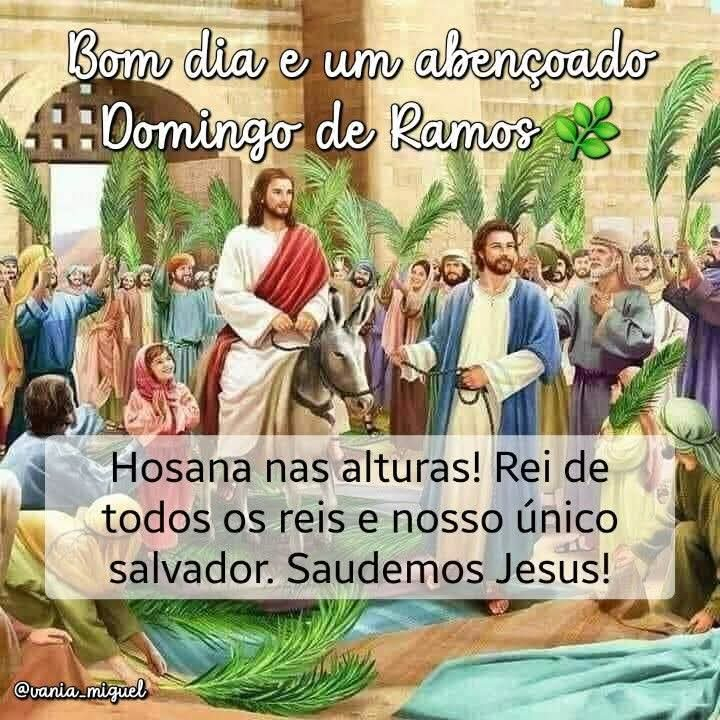 Bom dia e um abençoado
Domingo de Ramos 🌿
Hosana nas alturas! Rei de
todos os reis e nosso único
salvador. Saudemos Jesus!
@vania_miguel